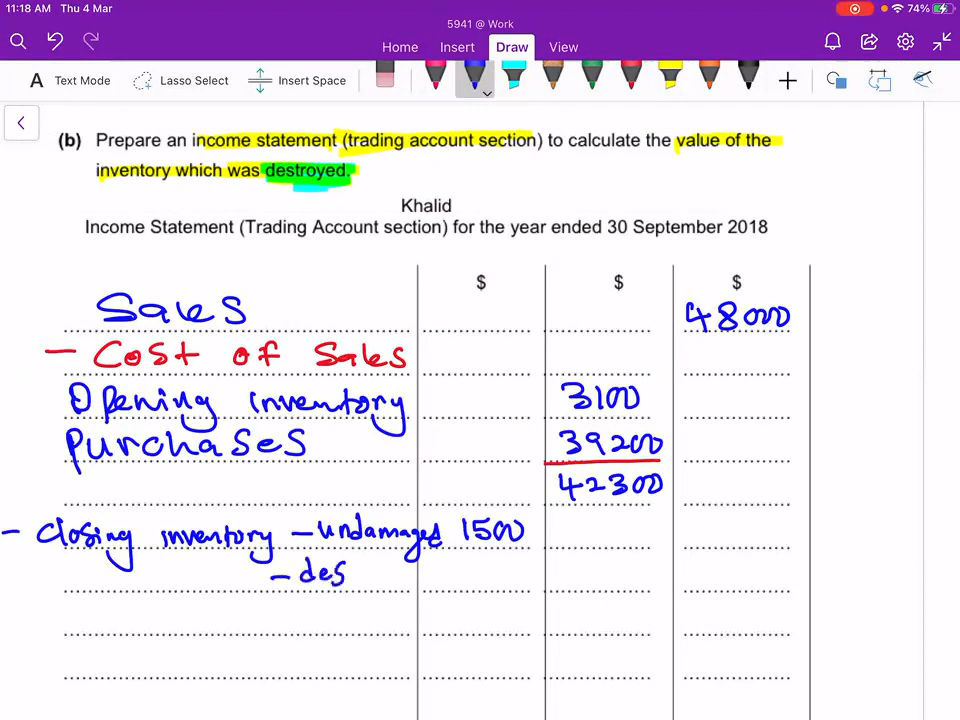 11:18 AM Thu 4 Mar
74%
5941 @ Work
Home Insert Draw View
Text Mode Lasso Select Insert Space
(b) Prepare an income statement (trading account section) to calculate the value of the
inventory which was destroyed.
Khalid
Income Statement (Trading Account section) for the year ended 30 September 2018
$ $ $
Sales 48000
- Cost of Sales
Opening inventory 3100
Purchases 39200
42300
- Closing inventory - undamaged 1500
- des